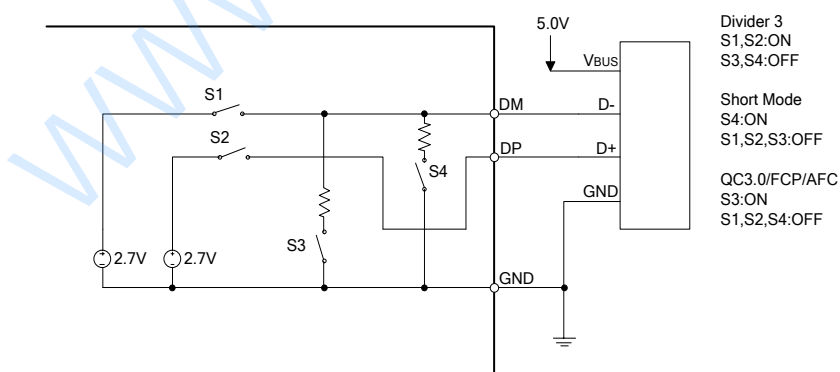 5.0V
VBUS
D-
D+
GND
DM
DP
GND
S1
S2
S3
S4
2.7V
2.7V
Divider 3
S1,S2:ON
S3,S4:OFF
Short Mode
S4:ON
S1,S2,S3:OFF
QC3.0/FCP/AFC
S3:ON
S1,S2,S4:OFF